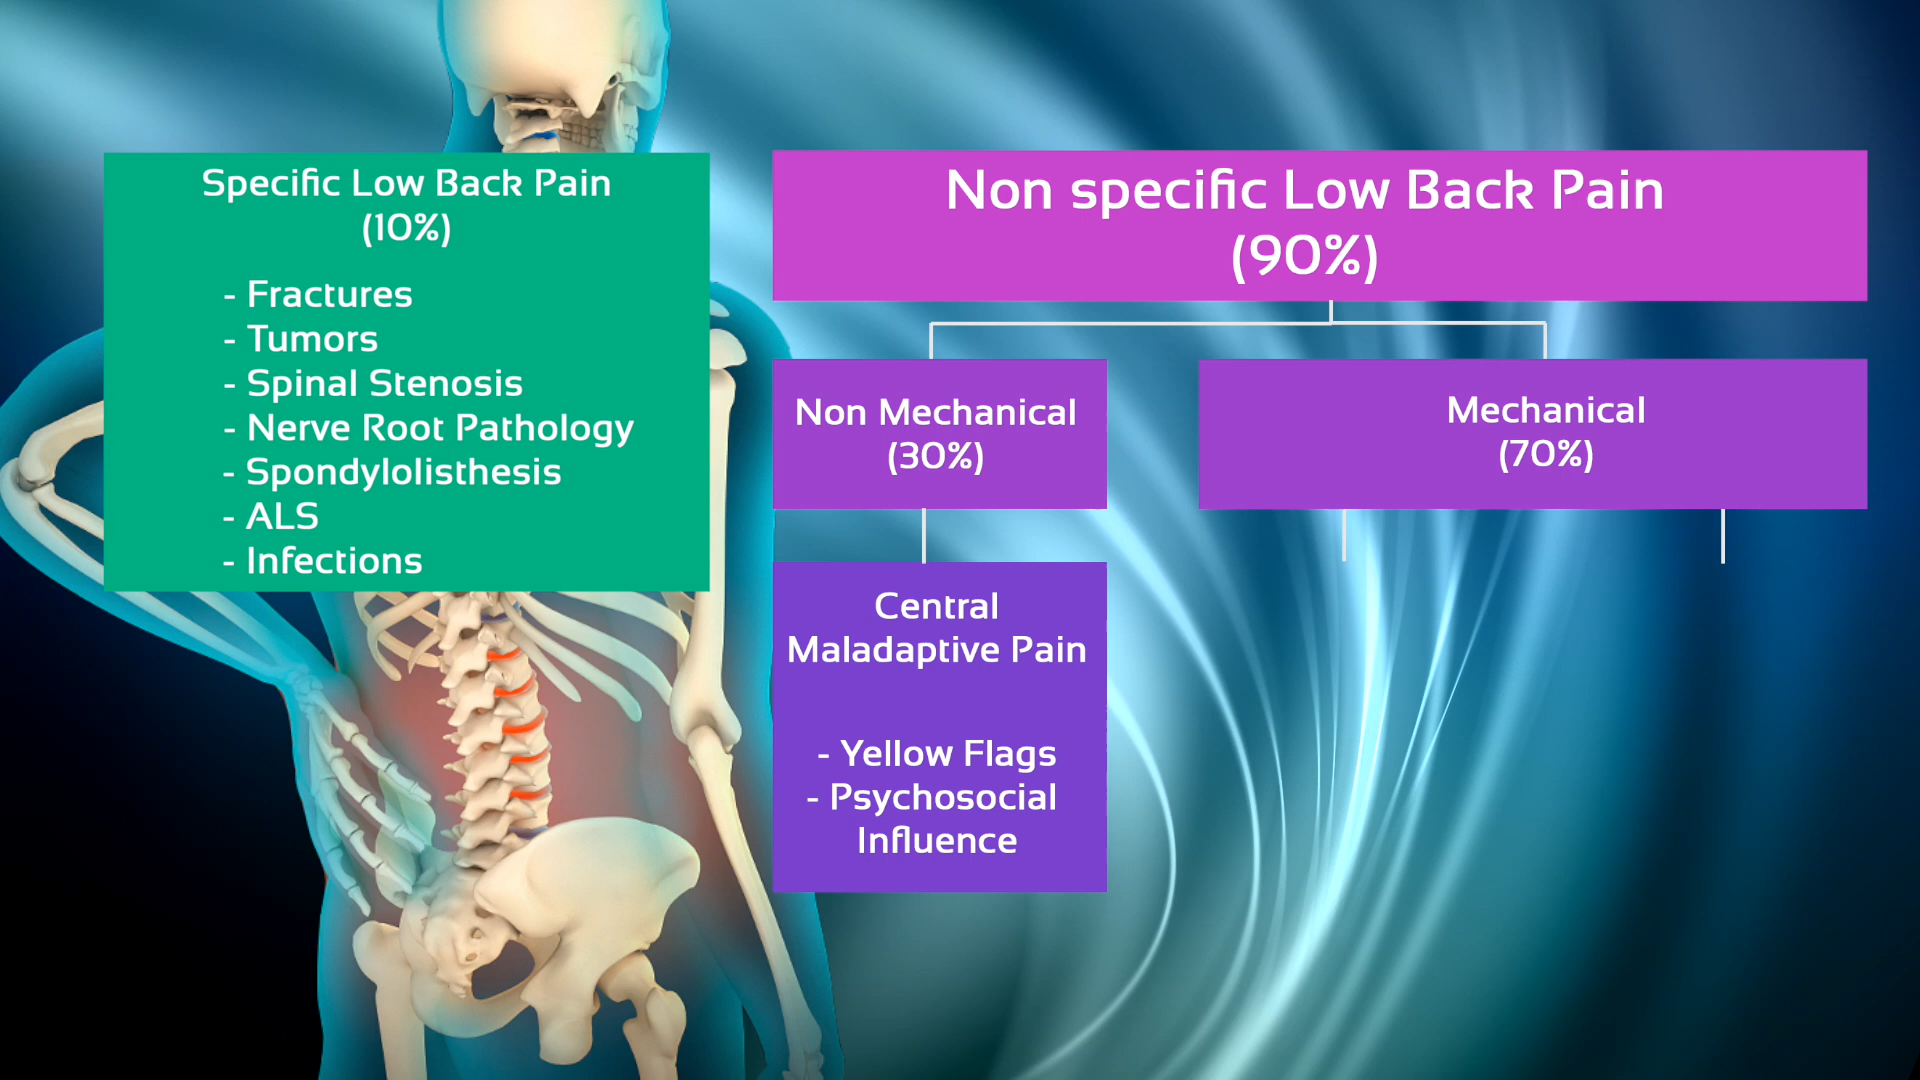 Specific Low Back Pain
(10%)
- Fractures
- Tumors
- Spinal Stenosis
- Nerve Root Pathology
- Spondylolisthesis
- ALS
- Infections
Non specific Low Back Pain
(90%)
Non Mechanical
(30%)
Mechanical
(70%)
Central
Maladaptive Pain
- Yellow Flags
- Psychosocial
Influence